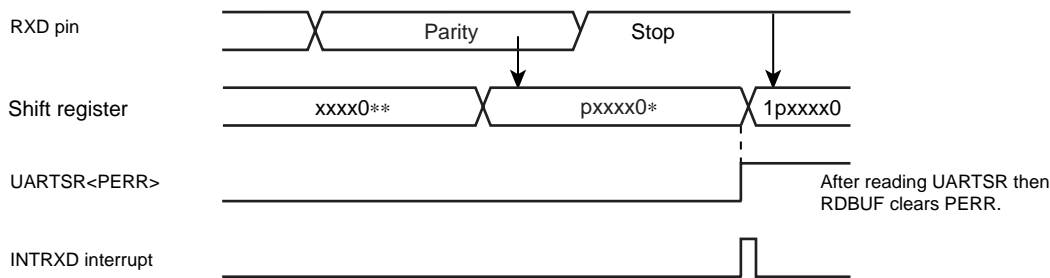 RXD pin
Parity
Stop
Shift register
xxxx0**
pxxxx0*
1pxxxx0
UARTSR<PERR>
After reading UARTSR then
RDBUF clears PERR.
INTRXD interrupt